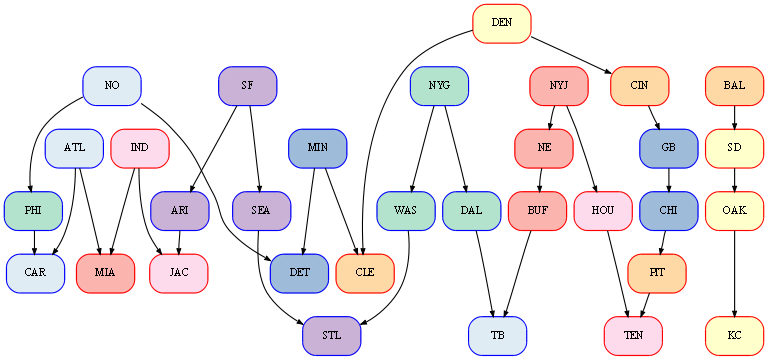 DEN
NO
SF
NYG
NYJ
CIN
BAL
ATL
IND
MIN
NE
GB
SD
PHI
ARI
SEA
WAS
DAL
BUF
HOU
CHI
OAK
CAR
MIA
JAC
DET
CLE
PIT
STL
TB
TEN
KC